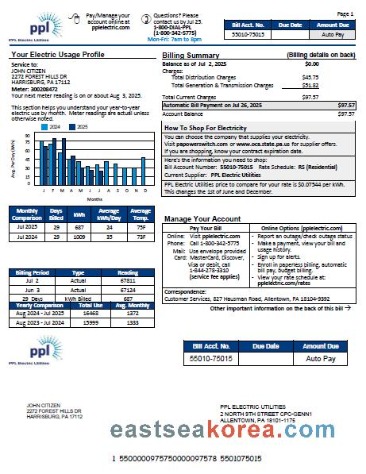 Page 1
ppl
PPL Electric Utilities
Pay/Manage your account online at pplelectric.com
Questions? Please contact us by Jul 25.
1-800-DIAL-PPL
(1-800-342-5775)
Mon-Fri: 7am to 8pm
Bill Acct. No. Due Date Amount Due
55010-75015 Auto Pay
Your Electric Usage Profile
Service to:
JOHN CITIZEN
2272 FOREST HILLS DR
HARRISBURG, PA 17112
Meter: 300208472
Your next meter reading is on or about Aug 3, 2025.
This section helps you understand your year-to-year
electric use by month. Meter readings are actual unless
otherwise noted.
2024 2025
Avg. Per Day (kWh)
J F M A M J J A S O N D
Months
Monthly Comparison Days Billed kWh Average kWh/Day Average Temp.
Jul 2025 29 687 24 75F
Jul 2024 29 1009 35 73F
Billing Period Type Reading
Jul 2 Actual 67811
Jun 3 Actual 67124
29 Days kWh Billed 687
Yearly Comparison Total Use Avg. Monthly
Aug 2024 - Jul 2025 16468 1372
Aug 2023 - Jul 2024 15999 1333
Billing Summary (Billing details on back)
Balance as of Jul 2, 2025 $0.00
Charges:
Total Distribution Charges $45.75
Total Generation & Transmission Charges $51.82
Total Current Charges $97.57
Automatic Bill Payment on Jul 26, 2025 $97.57
Account Balance $97.57
How To Shop For Electricity
You can choose the company that supplies your electricity.
Visit papowerswitch.com or www.oca.state.pa.us for supplier offers.
If you are shopping, know your contract expiration date.
Here's the information you need to shop:
Bill Account Number: 55010-75015 Rate Schedule: RS (Residential)
Current Supplier: PPL Electric Utilities
PPL Electric Utilities price to compare for your rate is $0.07544 per kWh.
This changes the 1st of June and December.
Manage Your Account
Pay Your Bill
Online: Visit pplelectric.com
Phone: Call 1-800-342-5775
Mail: Use envelope provided
Card: MasterCard, Discover,
Visa or debit, call
1-844-278-3310
(service fee applies)
Online Options (pplelectric.com)
- Report an outage/check outage status
- Make a payment, view your bill and
usage history.
- Sign up for alerts.
- Enroll in paperless billing, automatic
bill pay, budget billing.
- View your rate schedule at:
pplelectric.com/rates
Correspondence:
Customer Services, 827 Hausman Road, Allentown, PA 18104-9392
Other important information on the back of this bill →
ppl
PPL Electric Utilities
Bill Acct. No. Due Date Amount Due
55010-75015 Auto Pay
JOHN CITIZEN
2272 FOREST HILLS DR
HARRISBURG, PA 17112
PPL ELECTRIC UTILITIES
2 NORTH 9TH STREET CPC-GENN1
ALLENTOWN, PA 18101-1175
eastseakorea.com
1 5500000975750000097578 5501075015